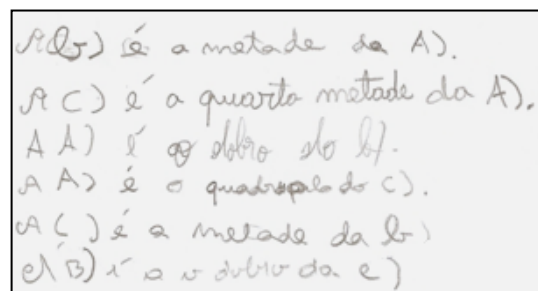 A b) é a metade da A).
A C) é a quarta metade da A).
A A) é o dobro do b).
A A) é o quadruplo do C).
A C) é a metade da b)
A B) é o dobro da c)